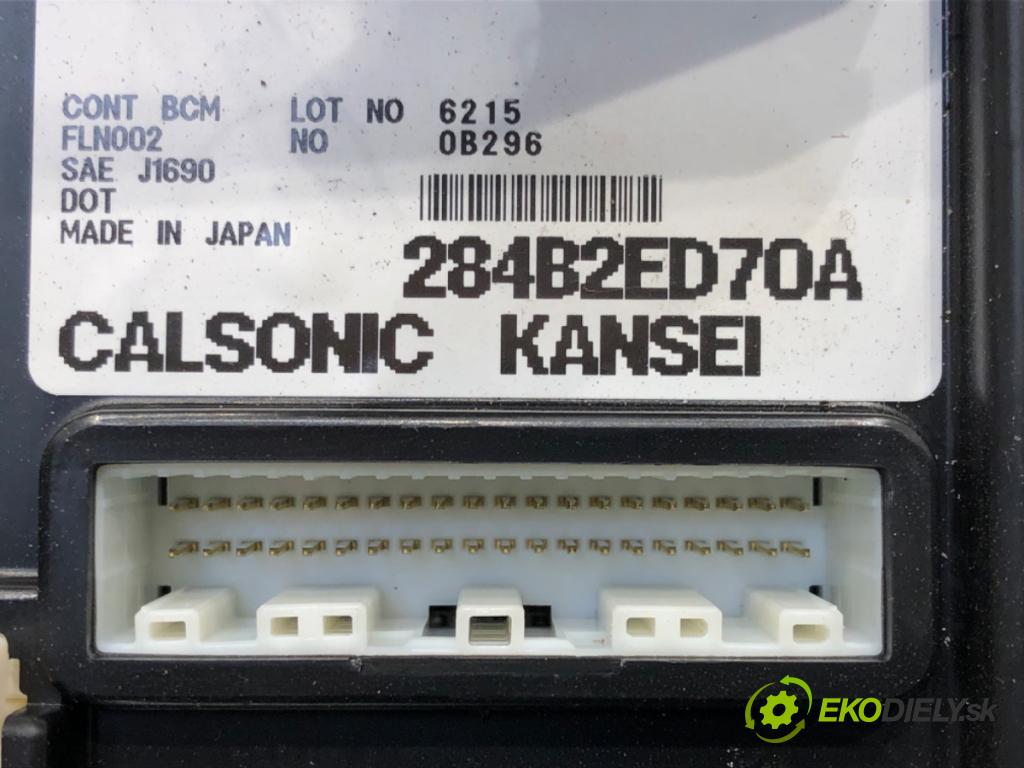 CONT BCM LOT NO 6215
FLN002 NO 0B296
SAE J1690
DOT
MADE IN JAPAN
284B2ED70A
CALSONIC KANSEI
EKODIELY.sk